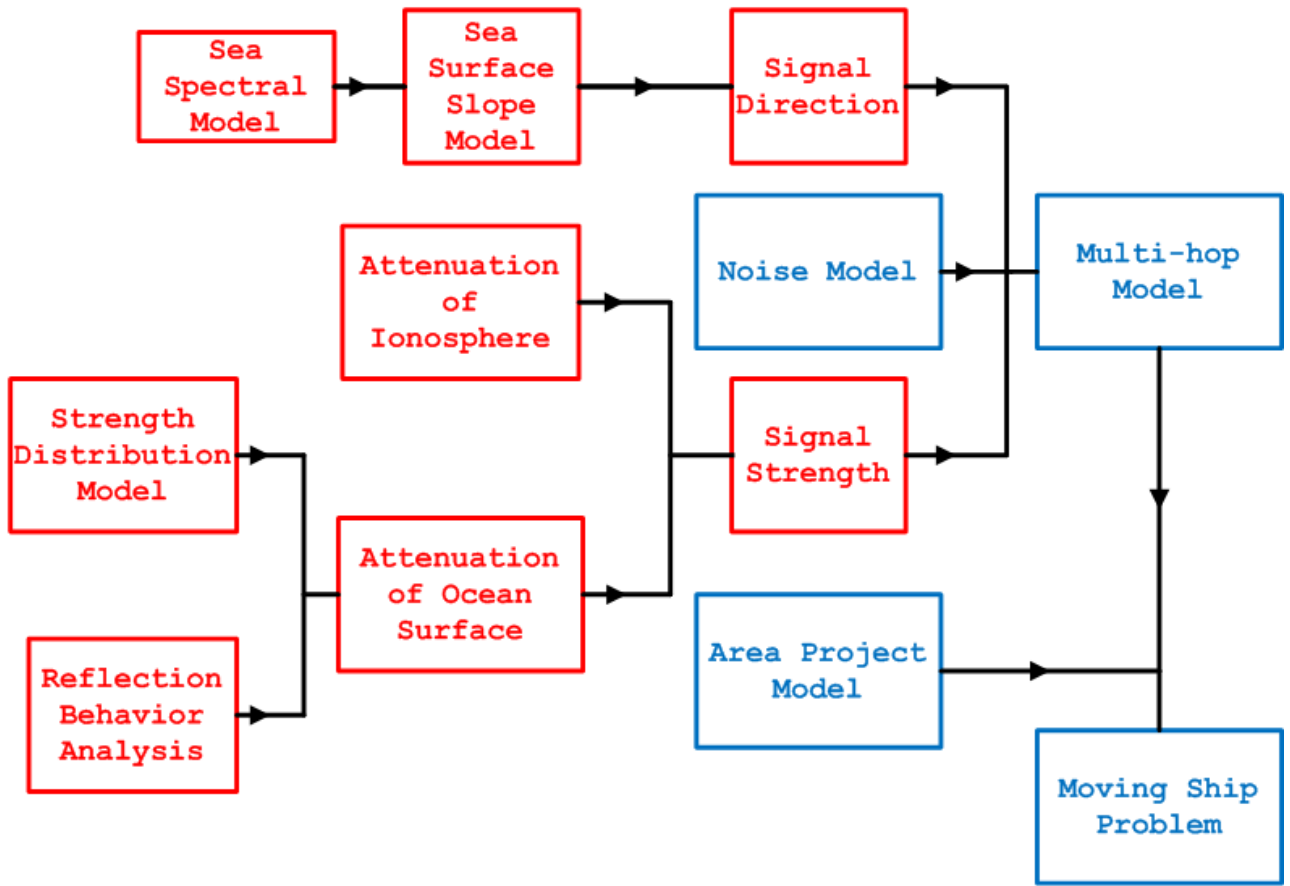 Sea
Spectral
Model
Sea
Surface
Slope
Model
Signal
Direction
Noise Model
Multi-hop
Model
Attenuation
of
Ionosphere
Strength
Distribution
Model
Signal
Strength
Attenuation
of Ocean
Surface
Reflection
Behavior
Analysis
Area Project
Model
Moving Ship
Problem